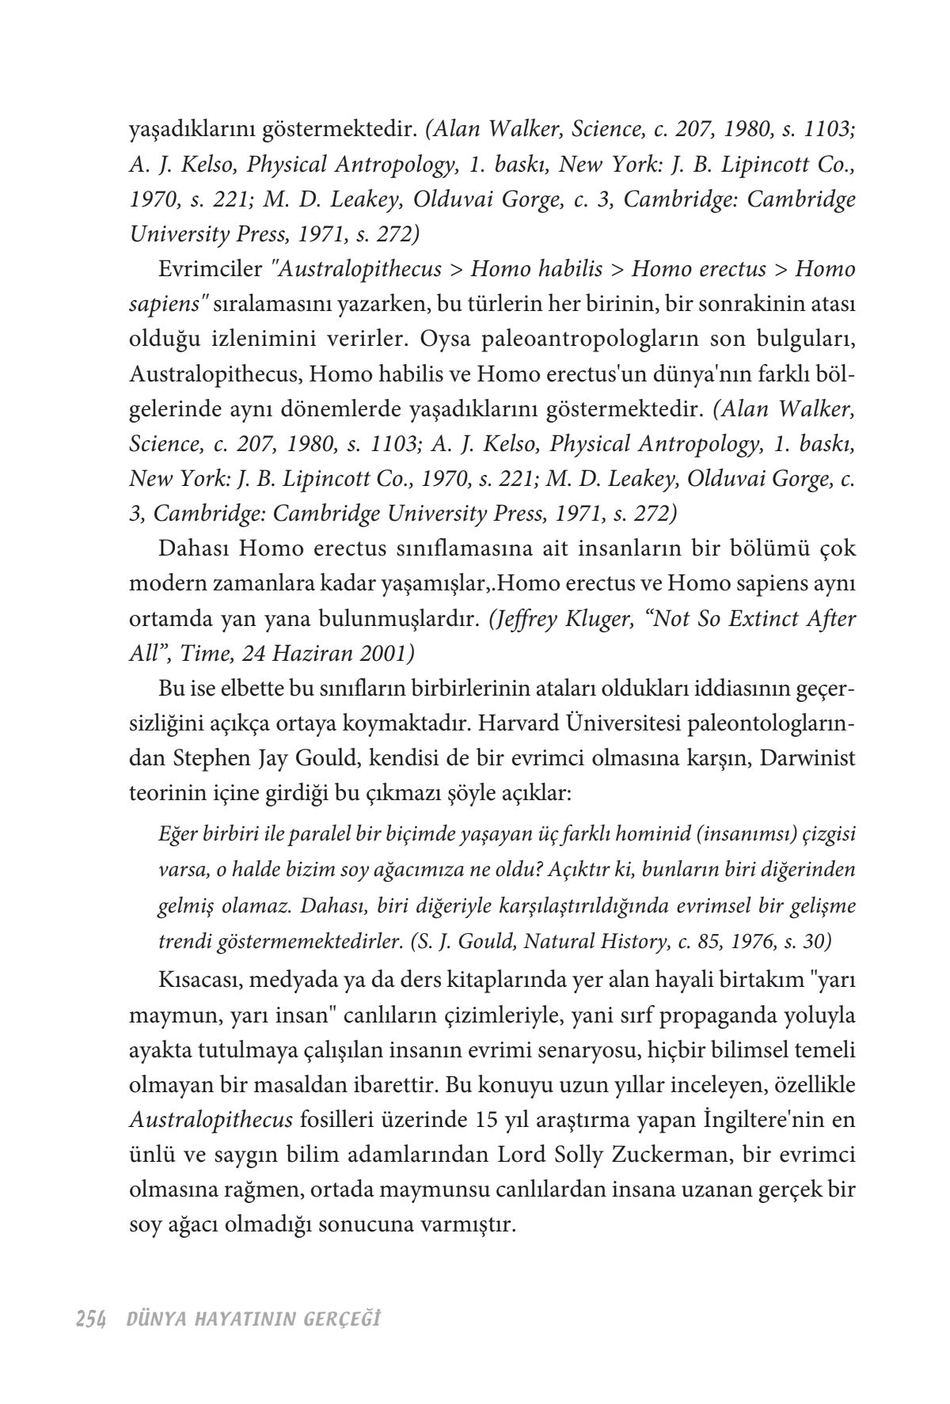 yaşadıklarını göstermektedir. (Alan Walker, Science, c. 207, 1980, s. 1103;
A. J. Kelso, Physical Antropology, 1. baskı, New York: J. B. Lipincott Co.,
1970, s. 221; M. D. Leakey, Olduvai Gorge, c. 3, Cambridge: Cambridge
University Press, 1971, s. 272)
Evrimciler "Australopithecus > Homo habilis > Homo erectus > Homo
sapiens" sıralamasını yazarken, bu türlerin her birinin, bir sonrakinin atası
olduğu izlenimini verirler. Oysa paleoantropologların son bulguları,
Australopithecus, Homo habilis ve Homo erectus'un dünya'nın farklı böl-
gelerinde aynı dönemlerde yaşadıklarını göstermektedir. (Alan Walker,
Science, c. 207, 1980, s. 1103; A. J. Kelso, Physical Antropology, 1. baskı,
New York: J. B. Lipincott Co., 1970, s. 221; M. D. Leakey, Olduvai Gorge, c.
3, Cambridge: Cambridge University Press, 1971, s. 272)
Dahası Homo erectus sınıflamasına ait insanların bir bölümü çok
modern zamanlara kadar yaşamışlar,.Homo erectus ve Homo sapiens aynı
ortamda yan yana bulunmuşlardır. (Jeffrey Kluger, “Not So Extinct After
All”, Time, 24 Haziran 2001)
Bu ise elbette bu sınıfların birbirlerinin ataları oldukları iddiasının geçer-
sizliğini açıkça ortaya koymaktadır. Harvard Üniversitesi paleontologların-
dan Stephen Jay Gould, kendisi de bir evrimci olmasına karşın, Darwinist
teorinin içine girdiği bu çıkmazı şöyle açıklar:
Eğer birbiri ile paralel bir biçimde yaşayan üç farklı hominid (insanımsı) çizgisi
varsa, o halde bizim soy ağacımıza ne oldu? Açıktır ki, bunların biri diğerinden
gelmiş olamaz. Dahası, biri diğeriyle karşılaştırıldığında evrimsel bir gelişme
trendi göstermemektedirler. (S. J. Gould, Natural History, c. 85, 1976, s. 30)
Kısacası, medyada ya da ders kitaplarında yer alan hayali birtakım "yarı
maymun, yarı insan" canlıların çizimleriyle, yani sırf propaganda yoluyla
ayakta tutulmaya çalışılan insanın evrimi senaryosu, hiçbir bilimsel temeli
olmayan bir masaldan ibarettir. Bu konuyu uzun yıllar inceleyen, özellikle
Australopithecus fosilleri üzerinde 15 yıl araştırma yapan İngiltere'nin en
ünlü ve saygın bilim adamlarından Lord Solly Zuckerman, bir evrimci
olmasına rağmen, ortada maymunsu canlılardan insana uzanan gerçek bir
soy ağacı olmadığı sonucuna varmıştır.
254 DÜNYA HAYATININ GERÇEĞİ